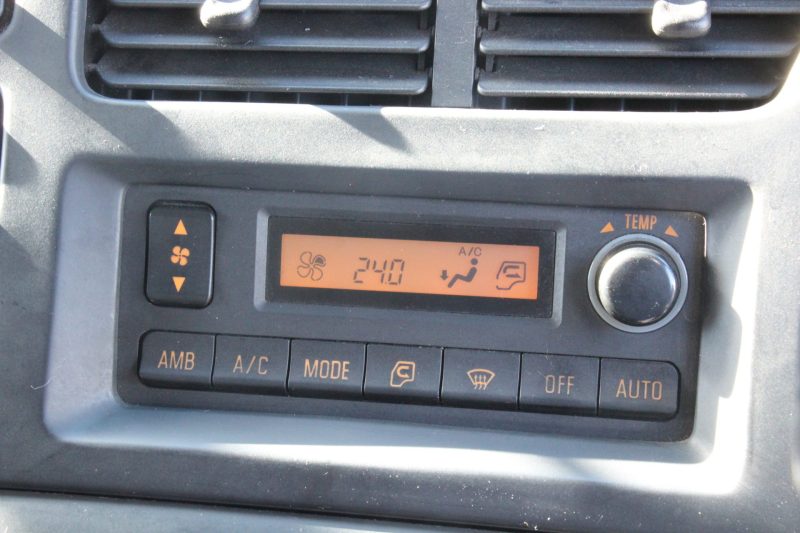 TEMP
A/C
24.0
AMB A/C MODE OFF AUTO